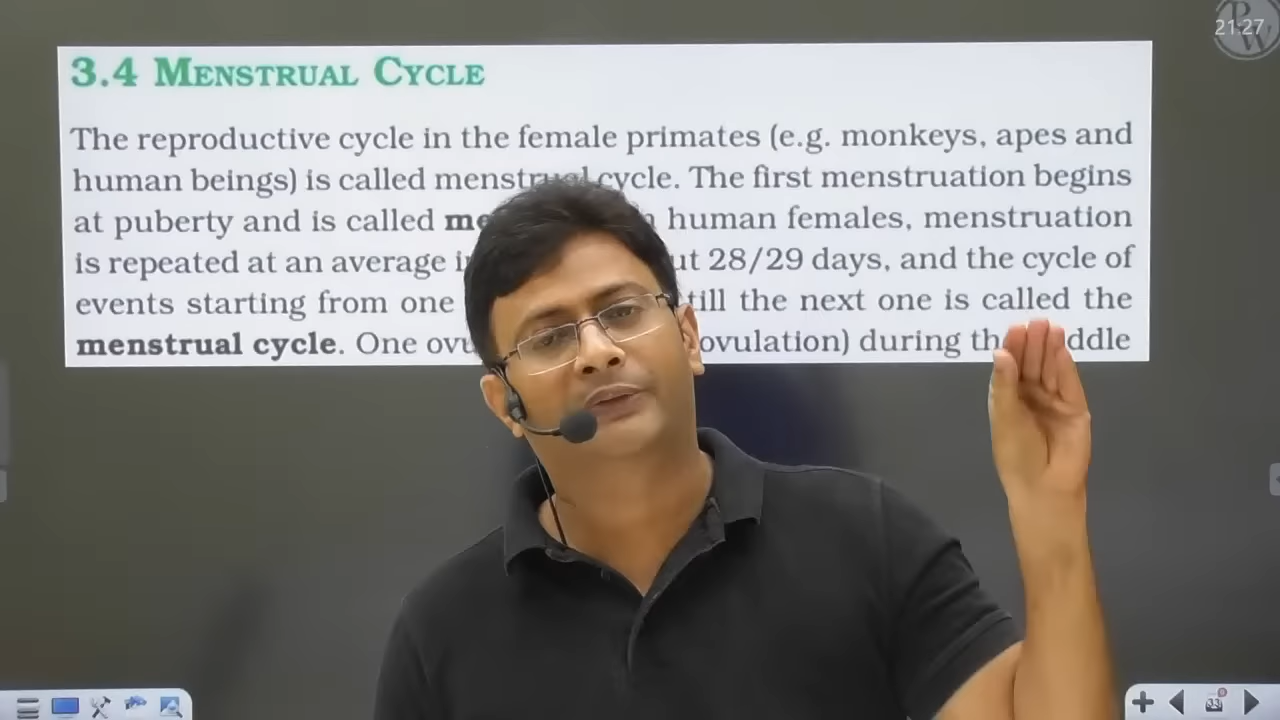 3.4 MENSTRUAL CYCLE
The reproductive cycle in the female primates (e.g. monkeys, apes and
human beings) is called menstrual cycle. The first menstruation begins
at puberty and is called human females, menstruation
is repeated at an average 28/29 days, and the cycle of
events starting from one till the next one is called the
menstrual cycle. One ovulation) during
21:27
PW